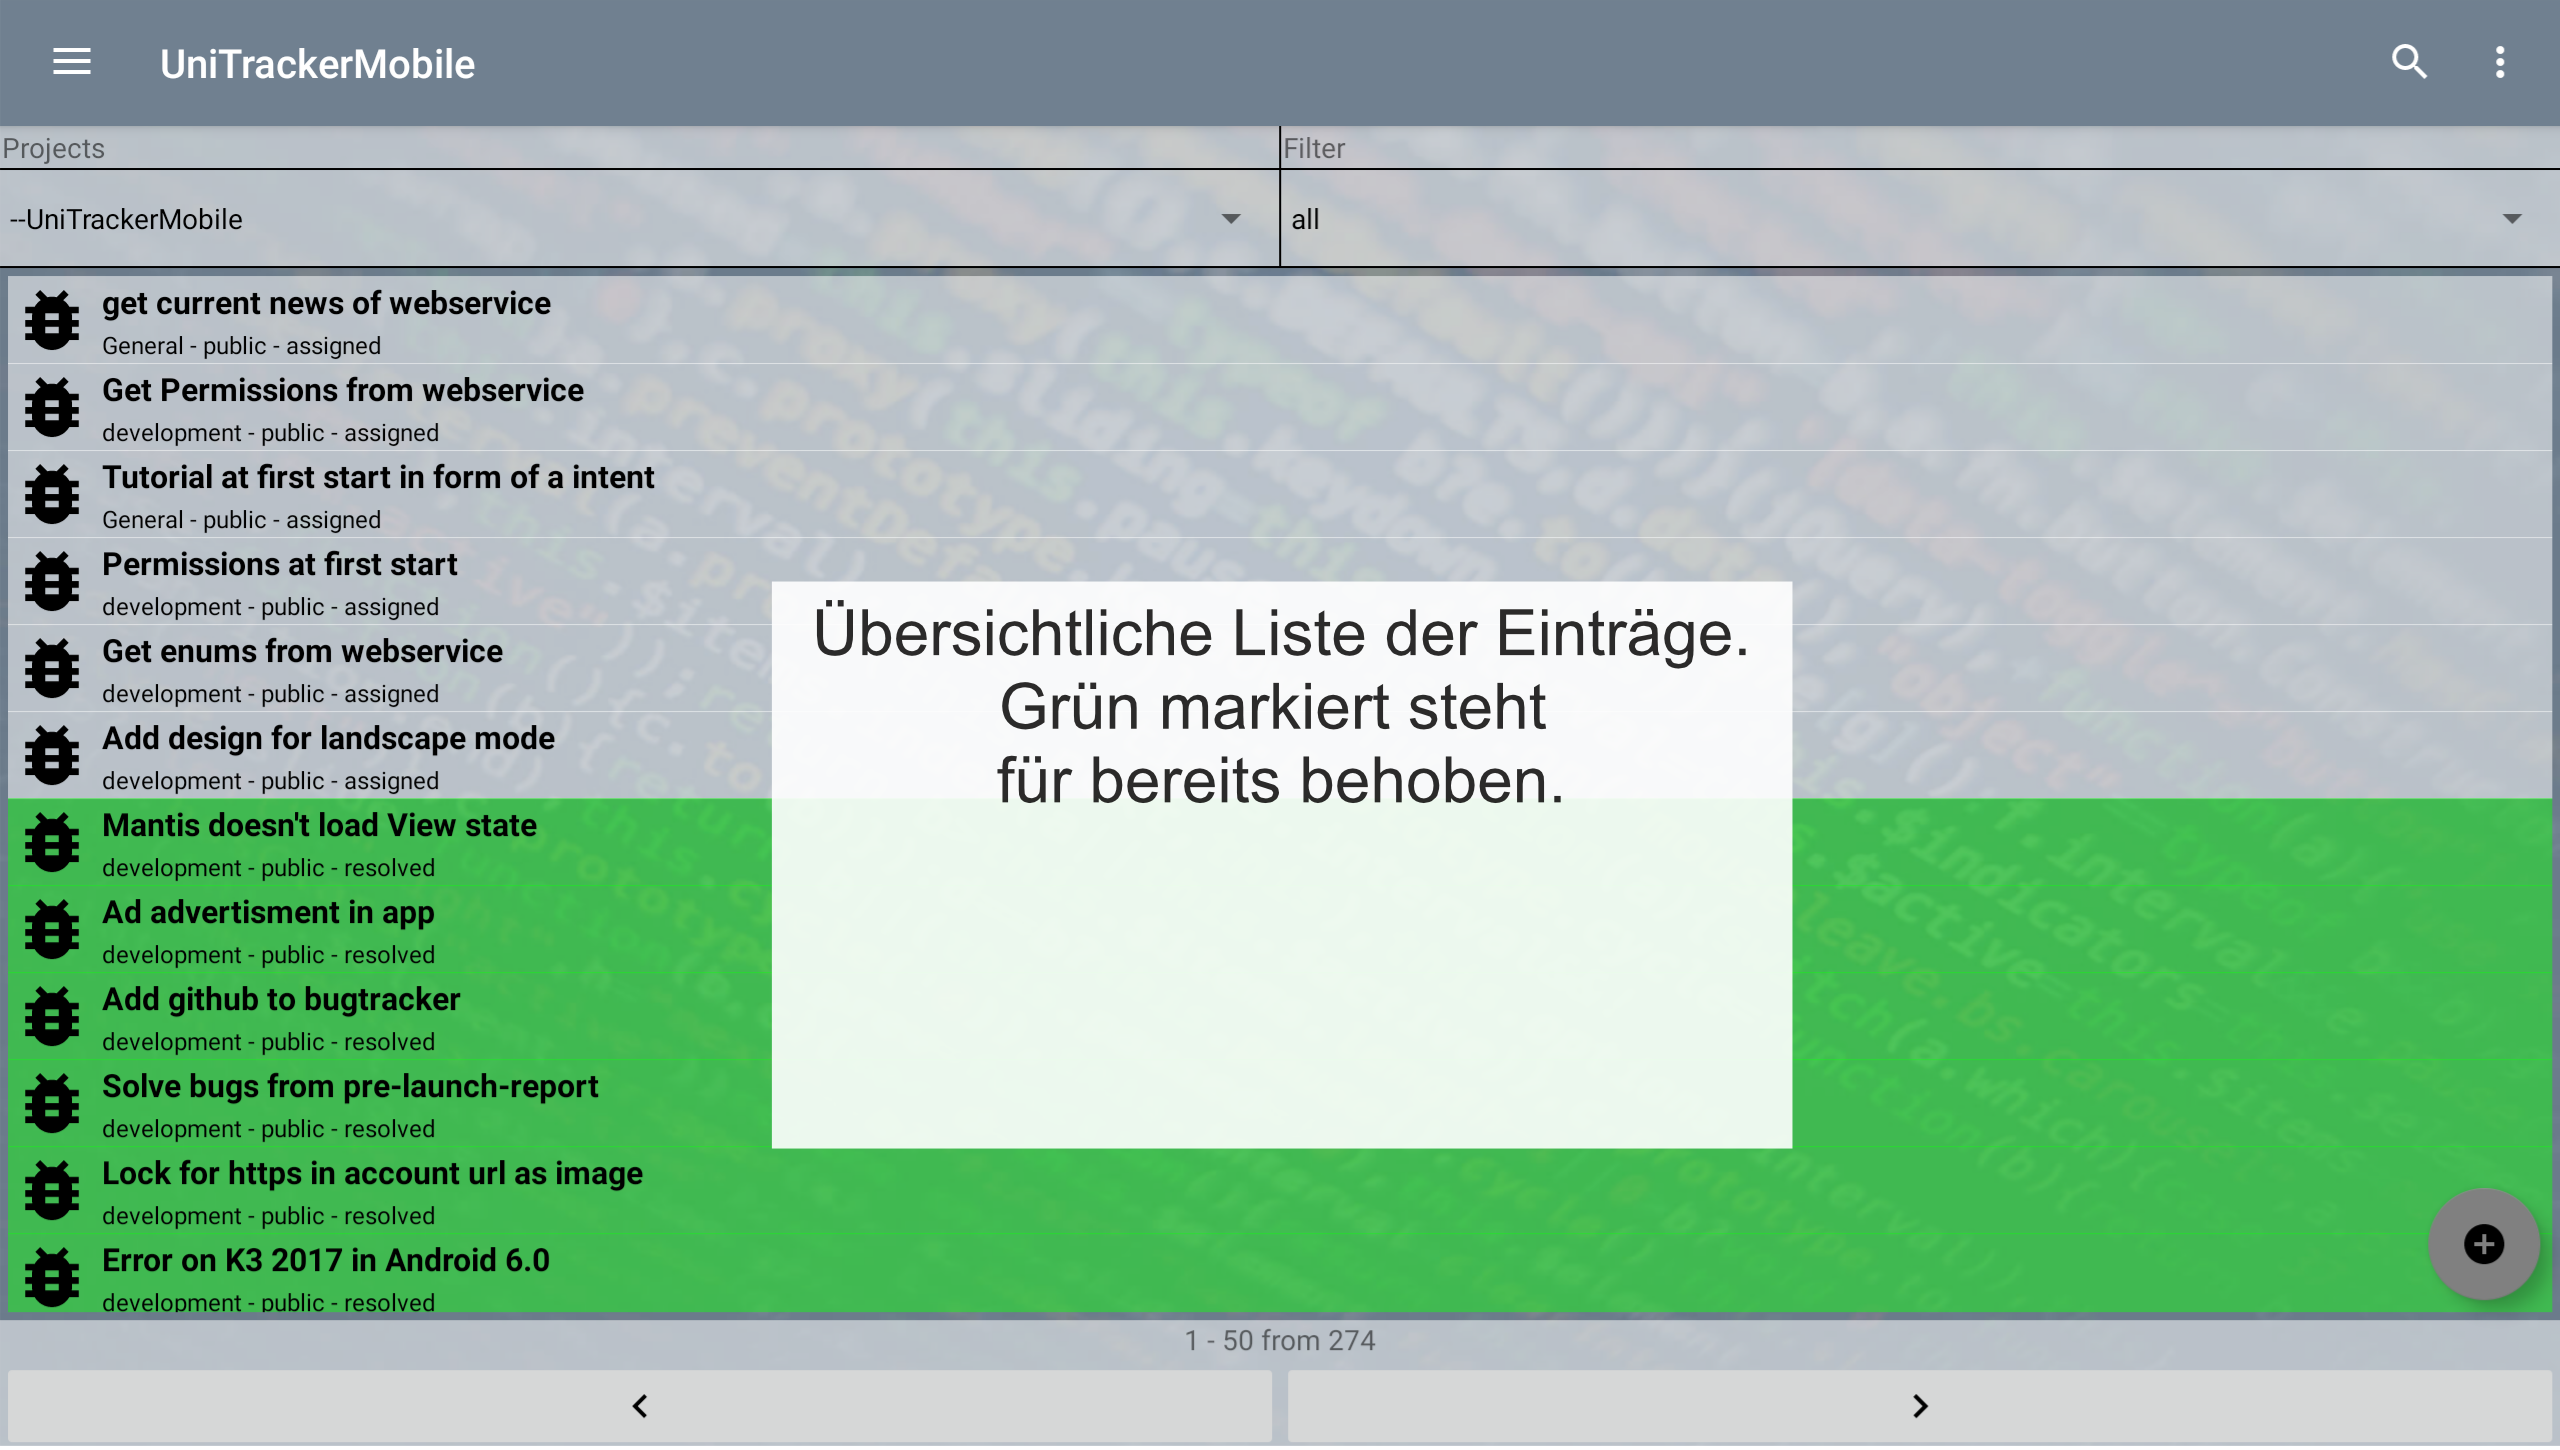 UniTrackerMobile
Projects
Filter
--UniTrackerMobile
all
get current news of webservice
General - public - assigned
Get Permissions from webservice
development - public - assigned
Tutorial at first start in form of a intent
General - public - assigned
Permissions at first start
development - public - assigned
Get enums from webservice
development - public - assigned
Add design for landscape mode
development - public - assigned
Mantis doesn't load View state
development - public - resolved
Ad advertisment in app
development - public - resolved
Add github to bugtracker
development - public - resolved
Solve bugs from pre-launch-report
development - public - resolved
Lock for https in account url as image
development - public - resolved
Error on K3 2017 in Android 6.0
development - public - resolved
Übersichtliche Liste der Einträge.
Grün markiert steht
für bereits behoben.
1 - 50 from 274